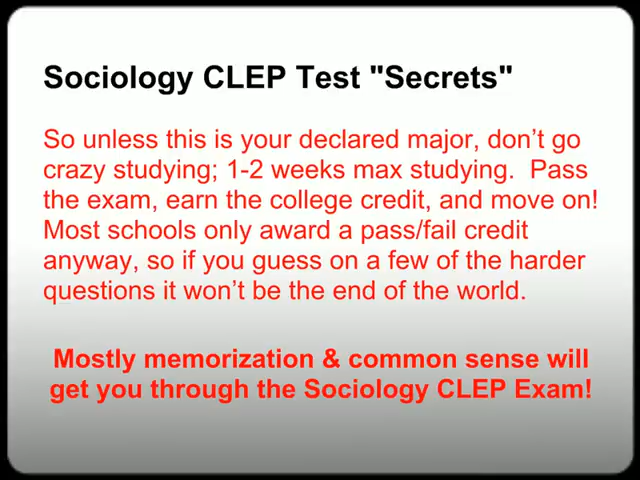 Sociology CLEP Test "Secrets"
So unless this is your declared major, don’t go
crazy studying; 1-2 weeks max studying.  Pass
the exam, earn the college credit, and move on!
Most schools only award a pass/fail credit
anyway, so if you guess on a few of the harder
questions it won’t be the end of the world.
Mostly memorization & common sense will
get you through the Sociology CLEP Exam!